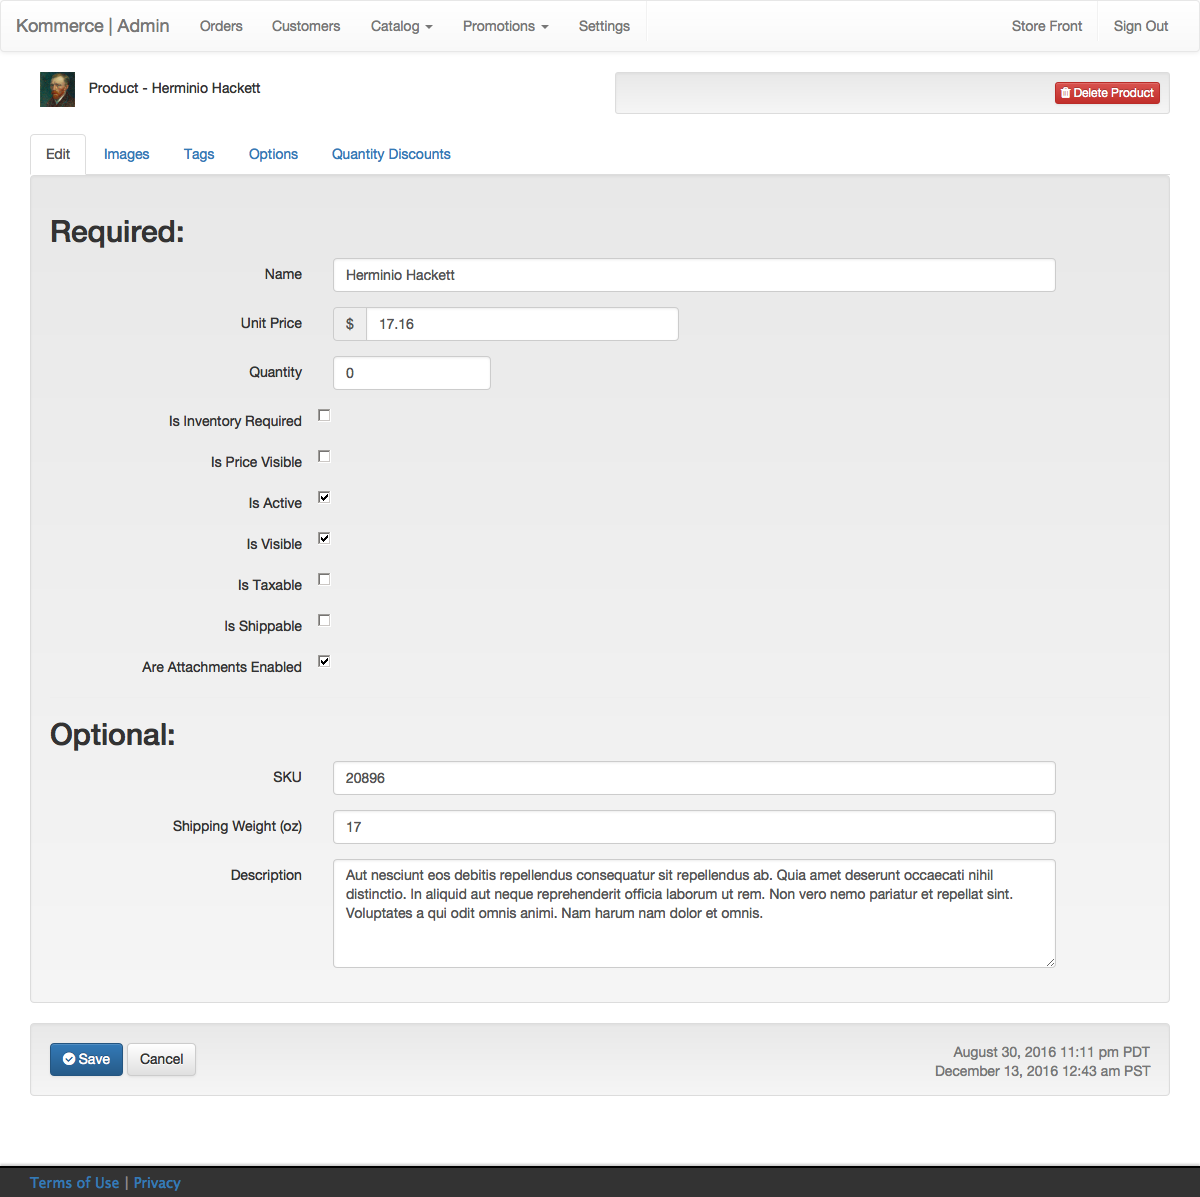 Kommerce | Admin Orders Customers Catalog Promotions Settings Store Front Sign Out
Product - Herminio Hackett Delete Product
Edit Images Tags Options Quantity Discounts
Required:
Name Herminio Hackett
Unit Price $ 17.16
Quantity 0
Is Inventory Required
Is Price Visible
Is Active
Is Visible
Is Taxable
Is Shippable
Are Attachments Enabled
Optional:
SKU 20896
Shipping Weight (oz) 17
Description Aut nesciunt eos debitis repellendus consequatur sit repellendus ab. Quia amet deserunt occaecati nihil
distinctio. In aliquid aut neque reprehenderit officia laborum ut rem. Non vero nemo pariatur et repellat sint.
Voluptates a qui odit omnis animi. Nam harum nam dolor et omnis.
Save Cancel August 30, 2016 11:11 pm PDT
December 13, 2016 12:43 am PST
Terms of Use | Privacy